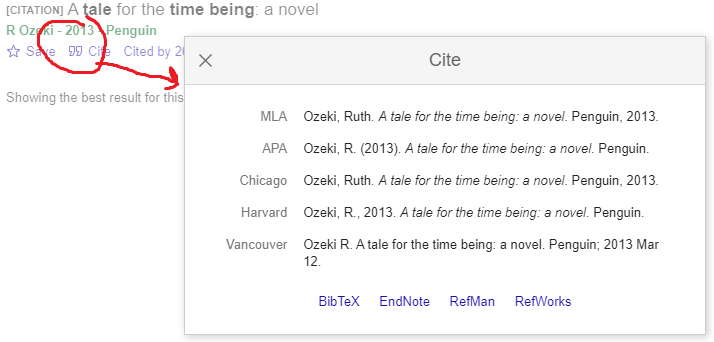 [CITATION] A tale for the time being: a novel
R Ozeki - 2013 - Penguin
Save Cite Cited by 26
Showing the best result for this
Cite
MLA Ozeki, Ruth. A tale for the time being: a novel. Penguin, 2013.
APA Ozeki, R. (2013). A tale for the time being: a novel. Penguin.
Chicago Ozeki, Ruth. A tale for the time being: a novel. Penguin, 2013.
Harvard Ozeki, R., 2013. A tale for the time being: a novel. Penguin.
Vancouver Ozeki R. A tale for the time being: a novel. Penguin; 2013 Mar
12.
BibTeX EndNote RefMan RefWorks